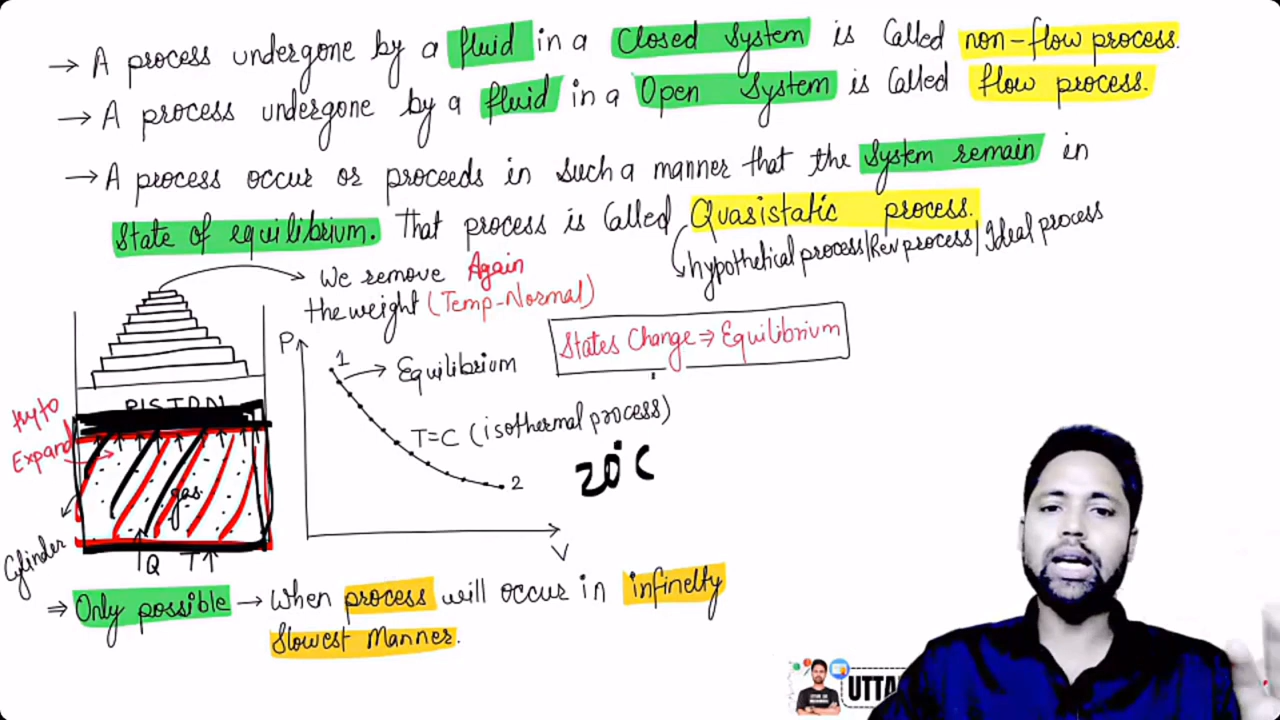 → A process undergone by a fluid in a Closed System is Called non-flow process.
→ A process undergone by a fluid in a Open System is Called flow process.
→ A process occur or proceeds in such a manner that the System remain in
State of equilibrium. That process is Called Quasistatic process.
hypothetical process/Rev process/Ideal process
We remove Again
the weight (Temp-Normal)
States Change ⇒ Equilibrium
P
1
Equilibrium
PISTON
try to
Expand
T=C (isothermal process)
20°C
gas
2
Cylinder
Q T↑
V
⇒ Only possible → When process will occur in infinelty
Slowest Manner.
UTTA